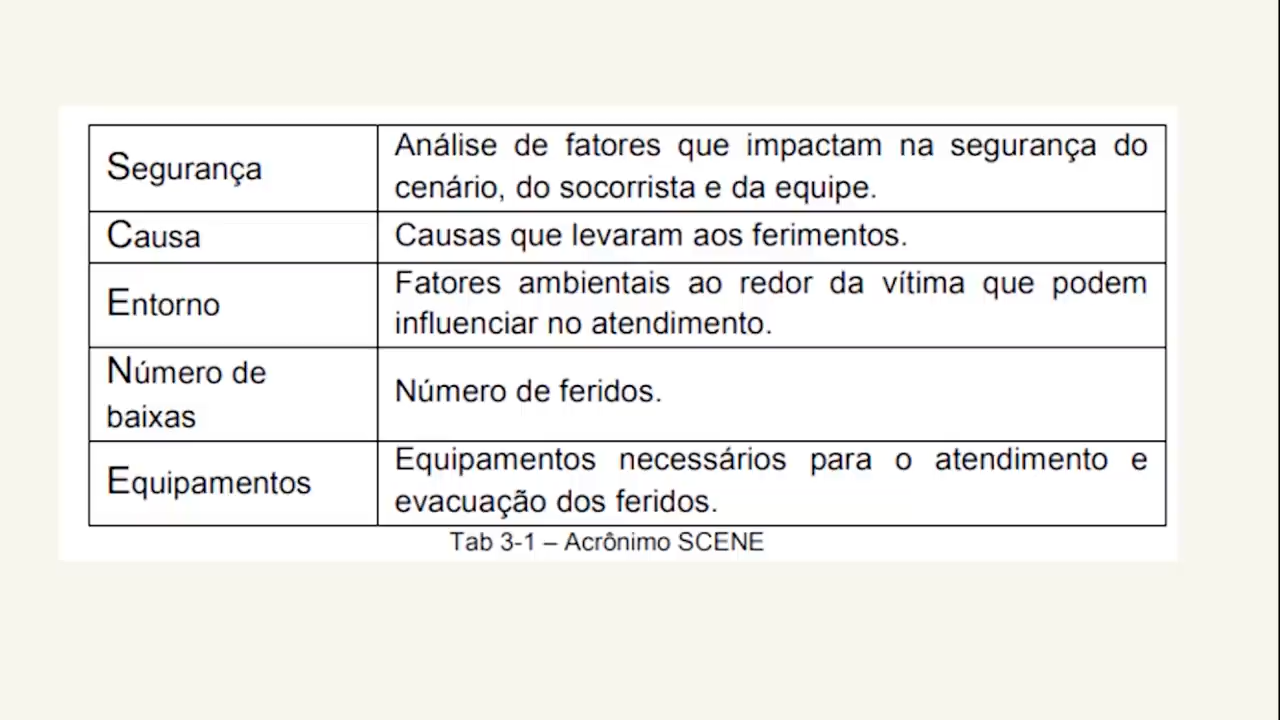 Segurança
Análise de fatores que impactam na segurança do
cenário, do socorrista e da equipe.
Causa
Causas que levaram aos ferimentos.
Entorno
Fatores ambientais ao redor da vítima que podem
influenciar no atendimento.
Número de
baixas
Número de feridos.
Equipamentos
Equipamentos necessários para o atendimento e
evacuação dos feridos.
Tab 3-1 – Acrônimo SCENE